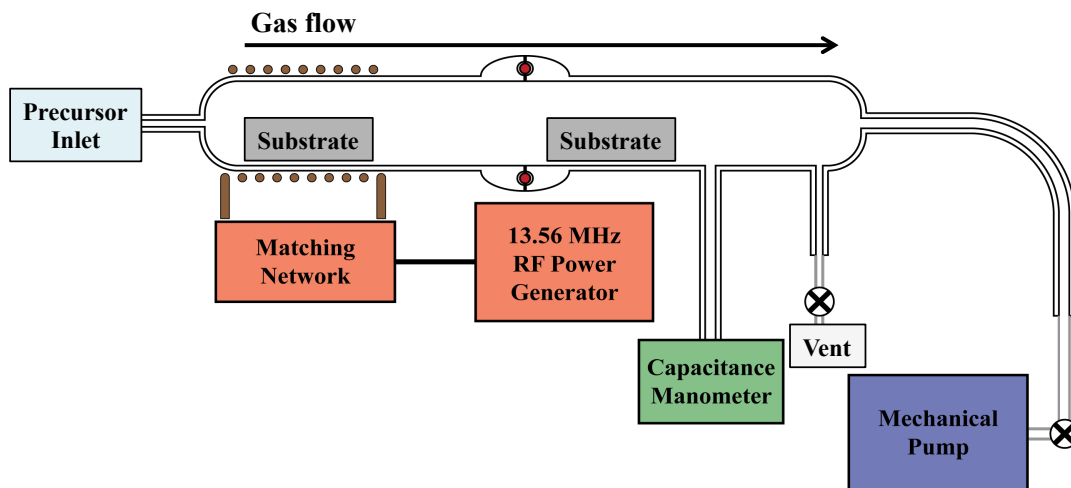 Gas flow
Precursor
Inlet
Substrate
Substrate
Matching
Network
13.56 MHz
RF Power
Generator
Capacitance
Manometer
Vent
Mechanical
Pump